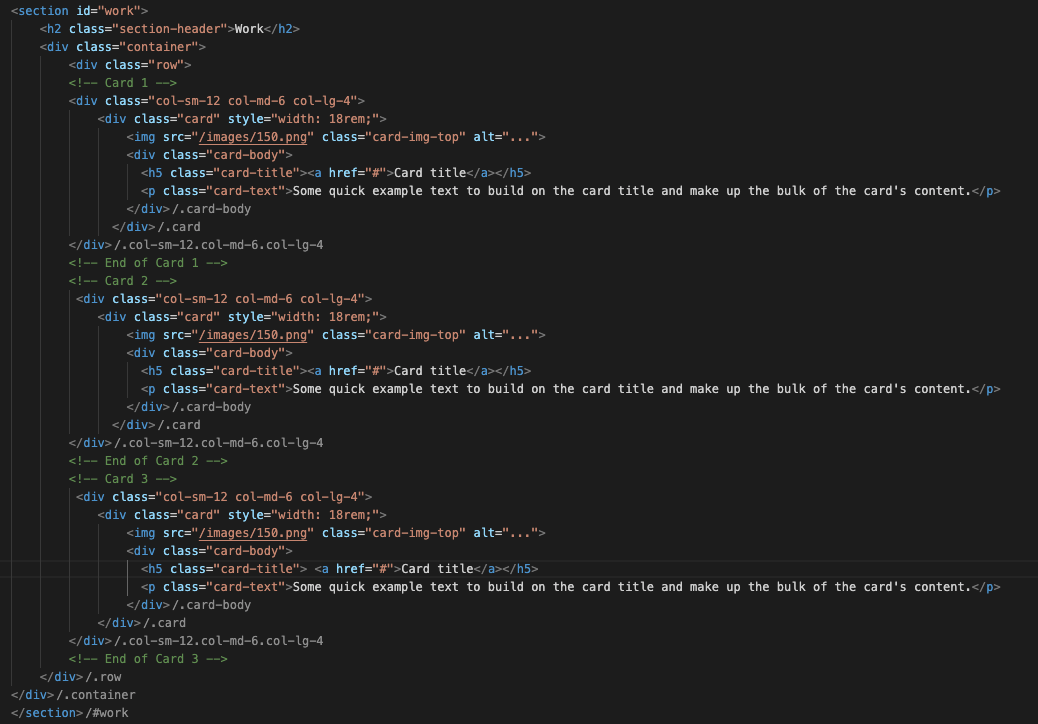 <section id="work">
    <h2 class="section-header">Work</h2>
    <div class="container">
        <div class="row">
        <!-- Card 1 -->
        <div class="col-sm-12 col-md-6 col-lg-4">
            <div class="card" style="width: 18rem;">
                <img src="/images/150.png" class="card-img-top" alt="...">
                <div class="card-body">
                  <h5 class="card-title"><a href="#">Card title</a></h5>
                  <p class="card-text">Some quick example text to build on the card title and make up the bulk of the card's content.</p>
                </div>/.card-body
              </div>/.card
        </div>/.col-sm-12.col-md-6.col-lg-4
        <!-- End of Card 1 -->
        <!-- Card 2 -->
         <div class="col-sm-12 col-md-6 col-lg-4">
            <div class="card" style="width: 18rem;">
                <img src="/images/150.png" class="card-img-top" alt="...">
                <div class="card-body">
                  <h5 class="card-title"><a href="#">Card title</a></h5>
                  <p class="card-text">Some quick example text to build on the card title and make up the bulk of the card's content.</p>
                </div>/.card-body
              </div>/.card
        </div>/.col-sm-12.col-md-6.col-lg-4
        <!-- End of Card 2 -->
        <!-- Card 3 -->
         <div class="col-sm-12 col-md-6 col-lg-4">
            <div class="card" style="width: 18rem;">
                <img src="/images/150.png" class="card-img-top" alt="...">
                <div class="card-body">
                  <h5 class="card-title"> <a href="#">Card title</a></h5>
                  <p class="card-text">Some quick example text to build on the card title and make up the bulk of the card's content.</p>
                </div>/.card-body
            </div>/.card
        </div>/.col-sm-12.col-md-6.col-lg-4
        <!-- End of Card 3 -->
    </div>/.row
</div>/.container
</section>/#work